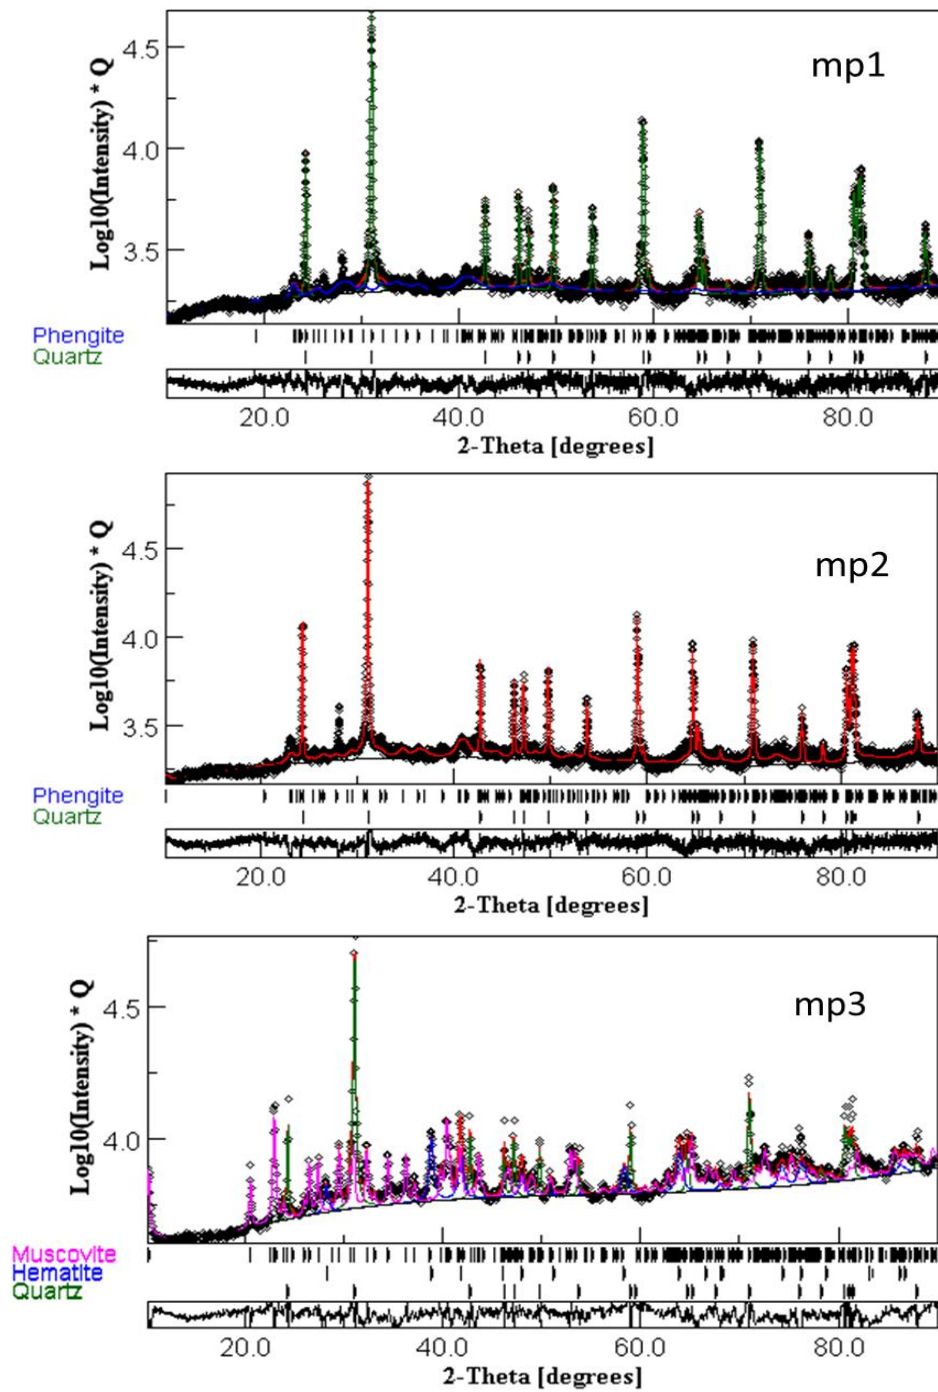 mp1
Log10(Intensity) * Q
4.5
4.0
3.5
Phengite
Quartz
20.0 40.0 60.0 80.0
2-Theta [degrees]
mp2
Log10(Intensity) * Q
4.5
4.0
3.5
Phengite
Quartz
20.0 40.0 60.0 80.0
2-Theta [degrees]
mp3
Log10(Intensity) * Q
4.5
4.0
Muscovite
Hematite
Quartz
20.0 40.0 60.0 80.0
2-Theta [degrees]